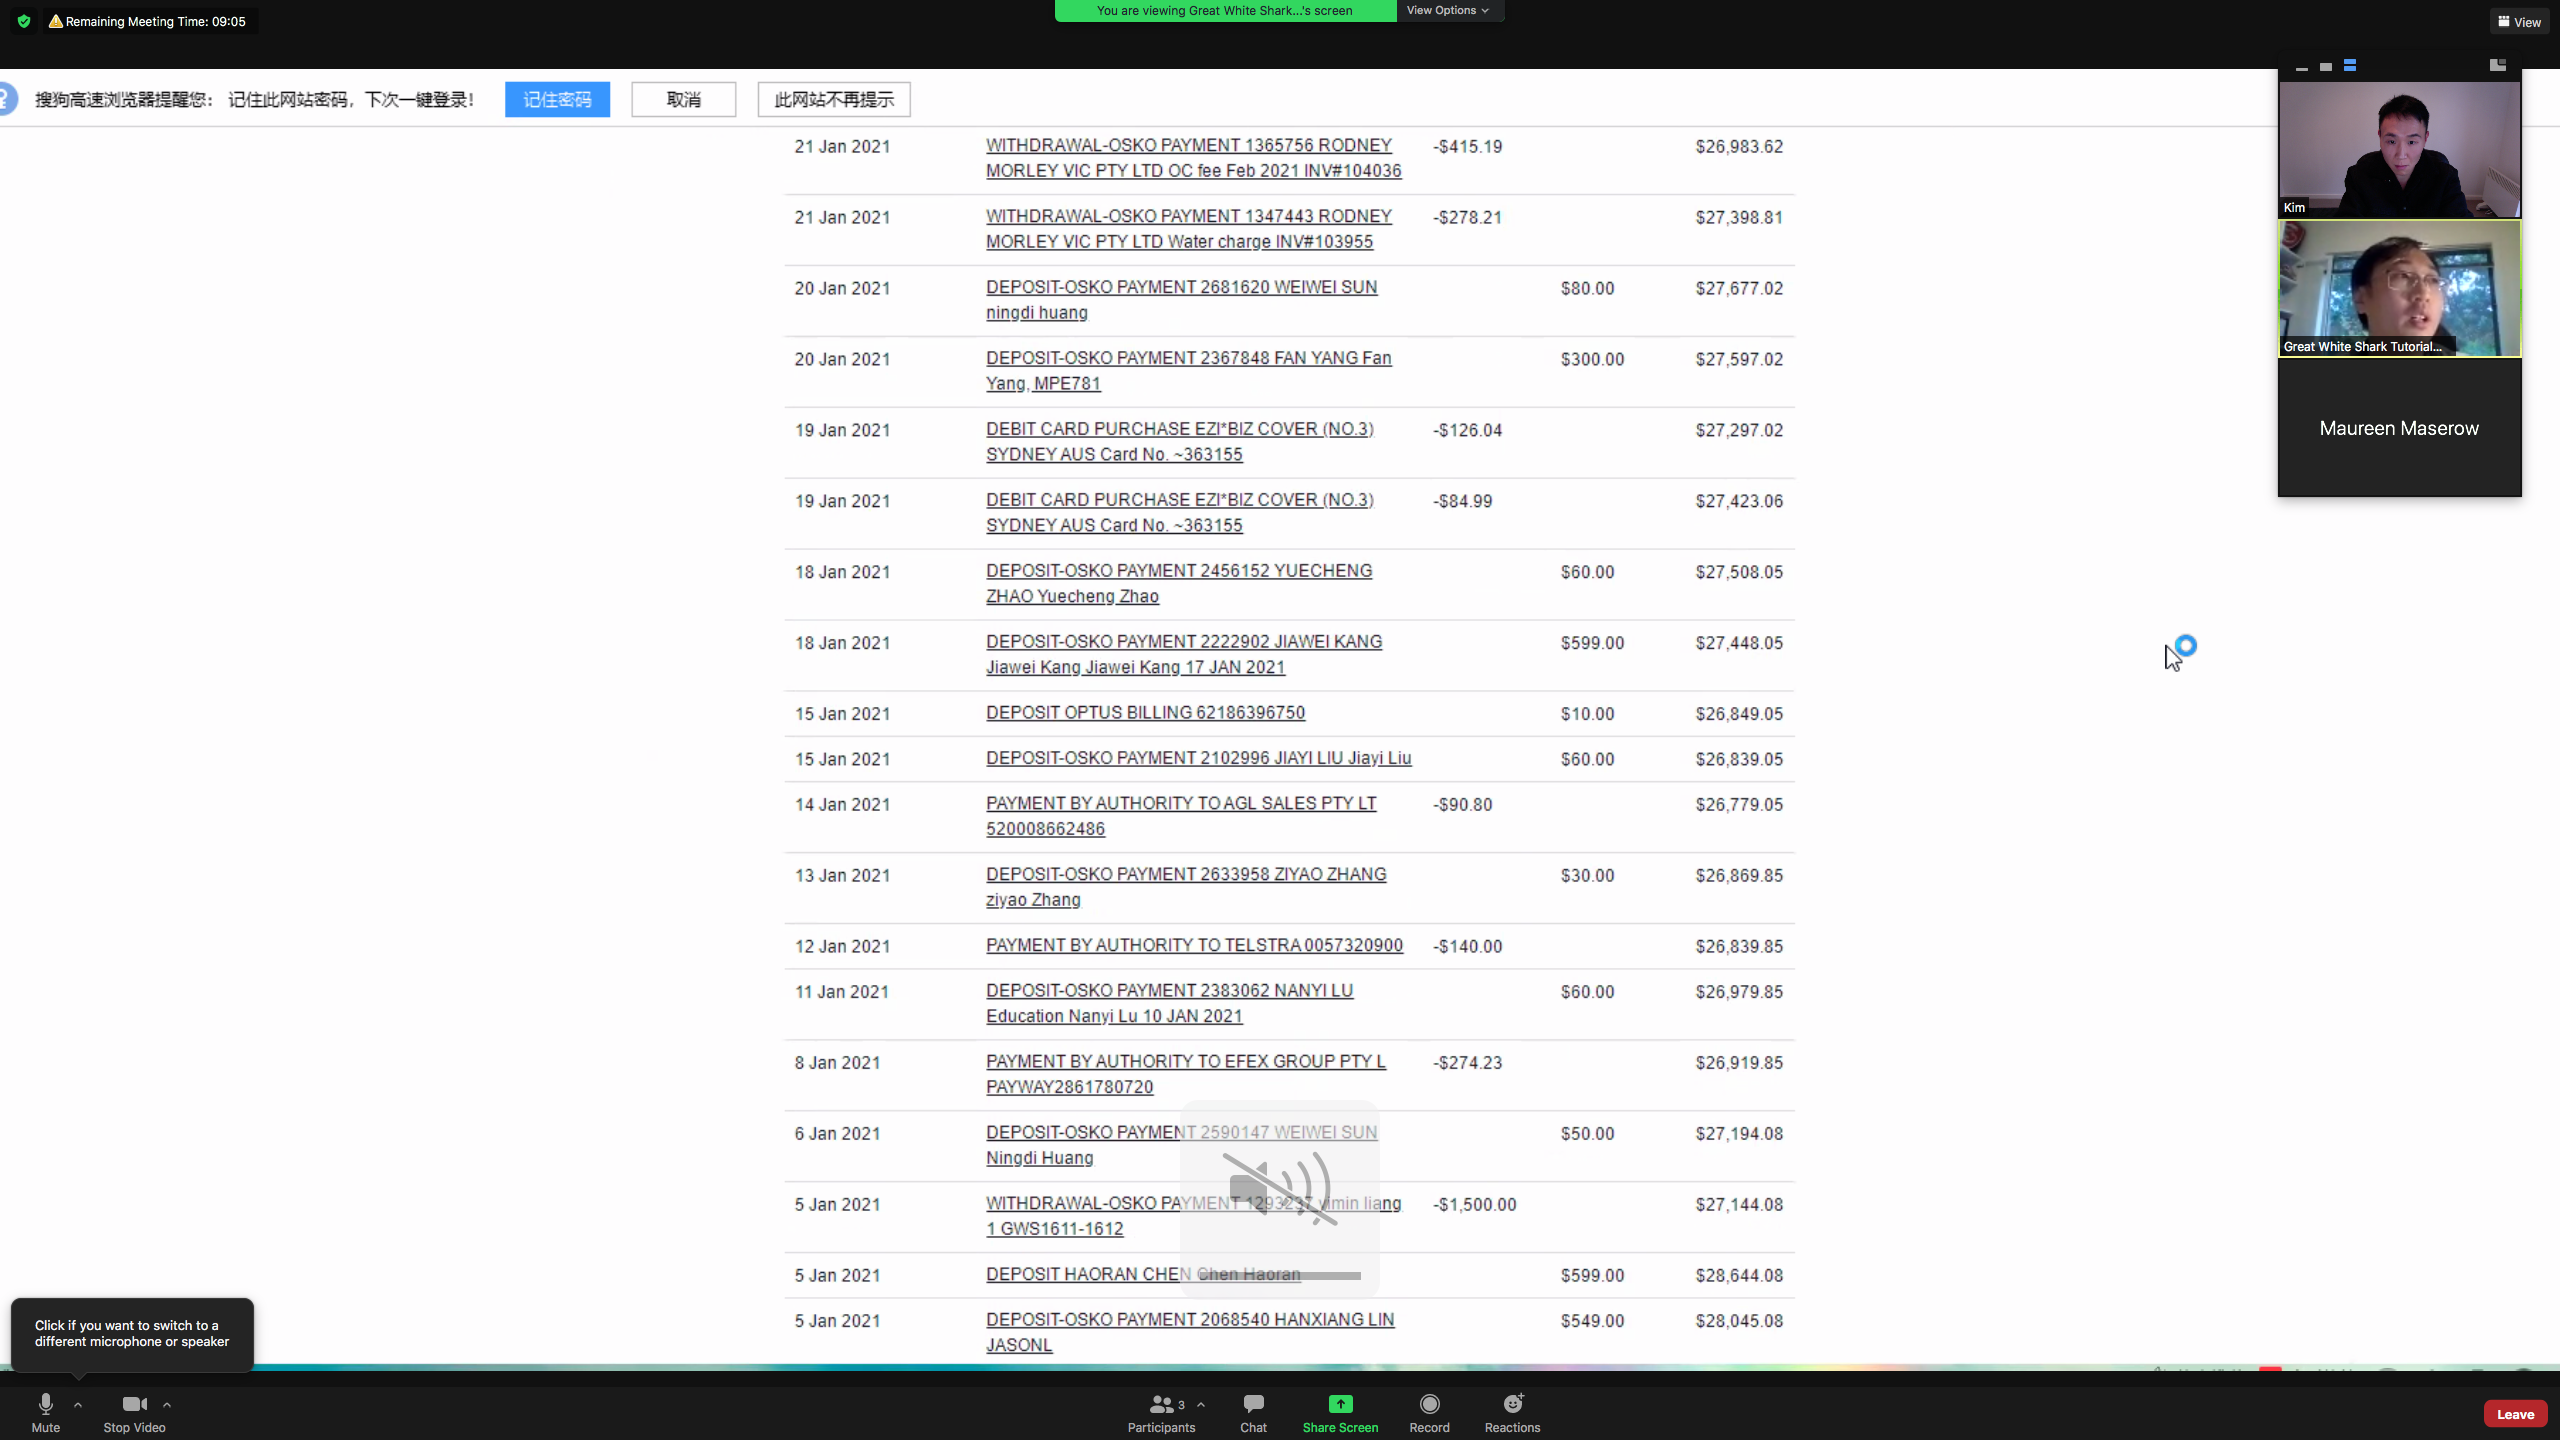 Remaining Meeting Time: 09:05
You are viewing Great White Shark...'s screen
View Options
View
搜狗高速浏览器提醒您： 记住此网站密码，下次一键登录！
记住密码
取消
此网站不再提示
21 Jan 2021 WITHDRAWAL-OSKO PAYMENT 1365756 RODNEY -$415.19 $26,983.62
MORLEY VIC PTY LTD OC fee Feb 2021 INV#104036
21 Jan 2021 WITHDRAWAL-OSKO PAYMENT 1347443 RODNEY -$278.21 $27,398.81
MORLEY VIC PTY LTD Water charge INV#103955
20 Jan 2021 DEPOSIT-OSKO PAYMENT 2681620 WEIWEI SUN $80.00 $27,677.02
ningdi huang
20 Jan 2021 DEPOSIT-OSKO PAYMENT 2367848 FAN YANG Fan $300.00 $27,597.02
Yang, MPE781
19 Jan 2021 DEBIT CARD PURCHASE EZI*BIZ COVER (NO.3) -$126.04 $27,297.02
SYDNEY AUS Card No. ~363155
19 Jan 2021 DEBIT CARD PURCHASE EZI*BIZ COVER (NO.3) -$84.99 $27,423.06
SYDNEY AUS Card No. ~363155
18 Jan 2021 DEPOSIT-OSKO PAYMENT 2456152 YUECHENG $60.00 $27,508.05
ZHAO Yuecheng Zhao
18 Jan 2021 DEPOSIT-OSKO PAYMENT 2222902 JIAWEI KANG $599.00 $27,448.05
Jiawei Kang Jiawei Kang 17 JAN 2021
15 Jan 2021 DEPOSIT OPTUS BILLING 62186396750 $10.00 $26,849.05
15 Jan 2021 DEPOSIT-OSKO PAYMENT 2102996 JIAYI LIU Jiayi Liu $60.00 $26,839.05
14 Jan 2021 PAYMENT BY AUTHORITY TO AGL SALES PTY LT -$90.80 $26,779.05
520008662486
13 Jan 2021 DEPOSIT-OSKO PAYMENT 2633958 ZIYAO ZHANG $30.00 $26,869.85
ziyao Zhang
12 Jan 2021 PAYMENT BY AUTHORITY TO TELSTRA 0057320900 -$140.00 $26,839.85
11 Jan 2021 DEPOSIT-OSKO PAYMENT 2383062 NANYI LU $60.00 $26,979.85
Education Nanyi Lu 10 JAN 2021
8 Jan 2021 PAYMENT BY AUTHORITY TO EFEX GROUP PTY L -$274.23 $26,919.85
PAYWAY2861780720
6 Jan 2021 DEPOSIT-OSKO PAYMENT 2590147 WEIWEI SUN $50.00 $27,194.08
Ningdi Huang
5 Jan 2021 WITHDRAWAL-OSKO PAYMENT 1293237 yimin liang -$1,500.00 $27,144.08
1 GWS1611-1612
5 Jan 2021 DEPOSIT HAORAN CHEN Chen Haoran $599.00 $28,644.08
5 Jan 2021 DEPOSIT-OSKO PAYMENT 2068540 HANXIANG LIN $549.00 $28,045.08
JASONL
Kim
Great White Shark Tutorial...
Maureen Maserow
Click if you want to switch to a
different microphone or speaker
Mute
Stop Video
Participants
3
Chat
Share Screen
Record
Reactions
Leave